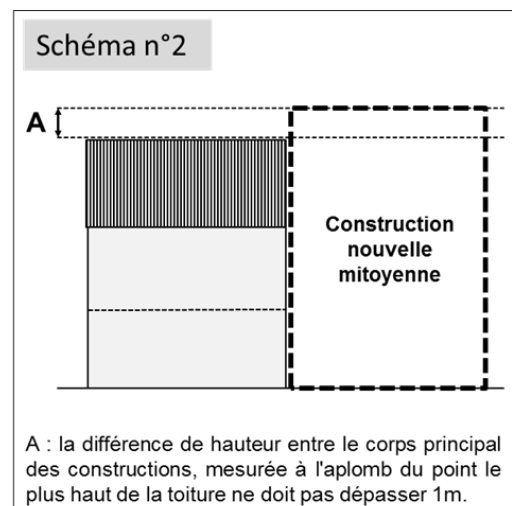 Schéma n°2
A
Construction
nouvelle
mitoyenne
A : la différence de hauteur entre le corps principal
des constructions, mesurée à l'aplomb du point le
plus haut de la toiture ne doit pas dépasser 1m.